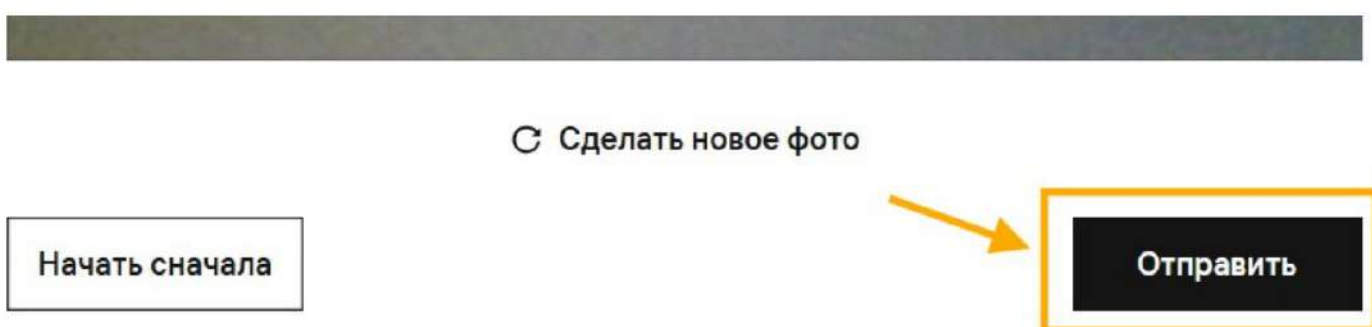 Сделать новое фото
Начать сначала
Отправить